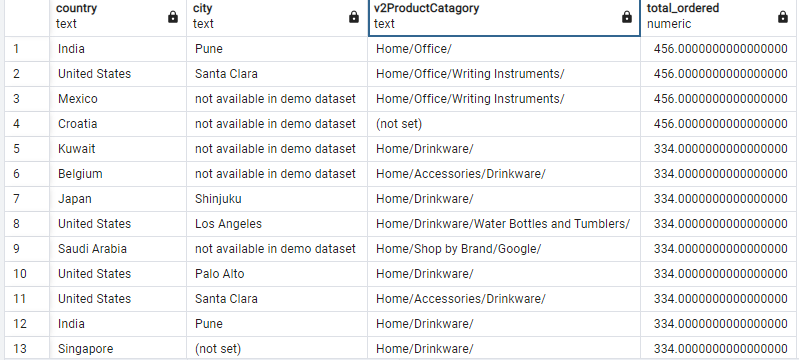 country city v2ProductCatagory total_ordered
text text text numeric
1 India Pune Home/Office/ 456.0000000000000000
2 United States Santa Clara Home/Office/Writing Instruments/ 456.0000000000000000
3 Mexico not available in demo dataset Home/Office/Writing Instruments/ 456.0000000000000000
4 Croatia not available in demo dataset (not set) 456.0000000000000000
5 Kuwait not available in demo dataset Home/Drinkware/ 334.0000000000000000
6 Belgium not available in demo dataset Home/Accessories/Drinkware/ 334.0000000000000000
7 Japan Shinjuku Home/Drinkware/ 334.0000000000000000
8 United States Los Angeles Home/Drinkware/Water Bottles and Tumblers/ 334.0000000000000000
9 Saudi Arabia not available in demo dataset Home/Shop by Brand/Google/ 334.0000000000000000
10 United States Palo Alto Home/Drinkware/ 334.0000000000000000
11 United States Santa Clara Home/Accessories/Drinkware/ 334.0000000000000000
12 India Pune Home/Drinkware/ 334.0000000000000000
13 Singapore (not set) Home/Drinkware/ 334.0000000000000000